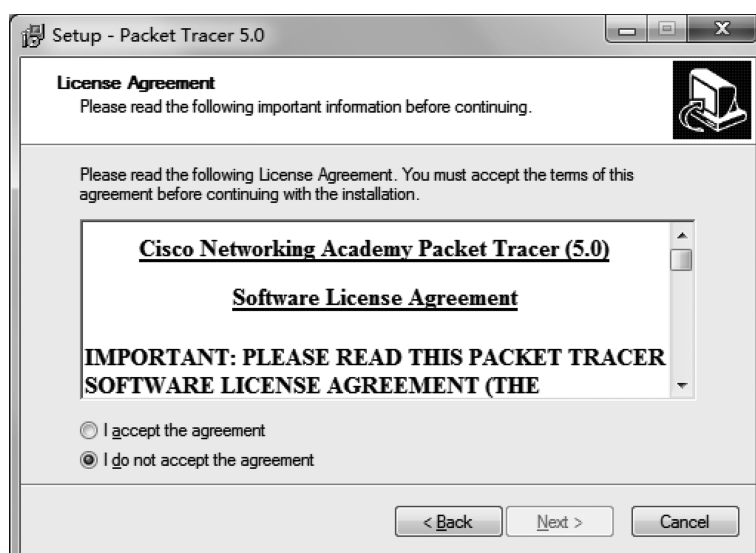 Setup - Packet Tracer 5.0
License Agreement
Please read the following important information before continuing.
Please read the following License Agreement. You must accept the terms of this
agreement before continuing with the installation.
Cisco Networking Academy Packet Tracer (5.0)
Software License Agreement
IMPORTANT: PLEASE READ THIS PACKET TRACER
SOFTWARE LICENSE AGREEMENT (THE
I accept the agreement
I do not accept the agreement
< Back
Next >
Cancel